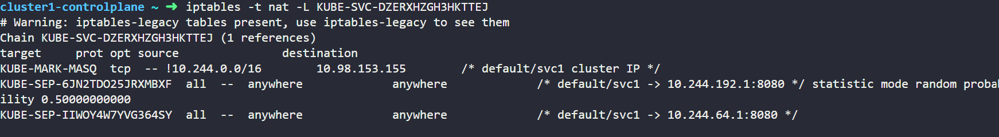 cluster1-controlplane ~ ➜ iptables -t nat -L KUBE-SVC-DZERXHZGH3HKTTEJ
# Warning: iptables-legacy tables present, use iptables-legacy to see them
Chain KUBE-SVC-DZERXHZGH3HKTTEJ (1 references)
target     prot opt source               destination
KUBE-MARK-MASQ  tcp  -- !10.244.0.0/16        10.98.153.155        /* default/svc1 cluster IP */
KUBE-SEP-6JN2TDO25JRXMBXF  all  --  anywhere             anywhere             /* default/svc1 -> 10.244.192.1:8080 */ statistic mode random probab
ility 0.50000000000
KUBE-SEP-IIWOY4W7YVG364SY  all  --  anywhere             anywhere             /* default/svc1 -> 10.244.64.1:8080 */